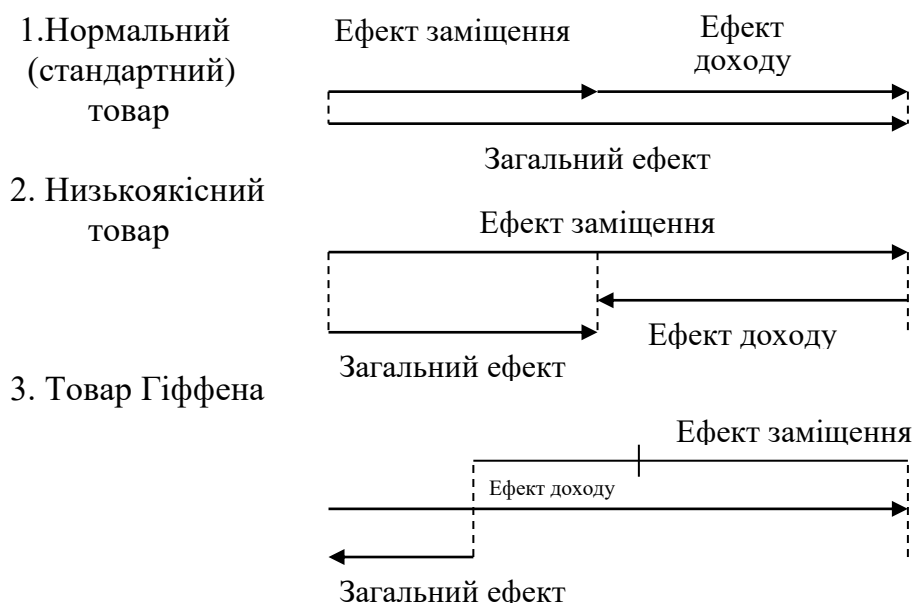 1.Нормальний
(стандартний)
товар
Ефект заміщення
Ефект
доходу
Загальний ефект
2. Низькоякісний
товар
Ефект заміщення
Ефект доходу
Загальний ефект
3. Товар Гіффена
Ефект заміщення
Ефект доходу
Загальний ефект